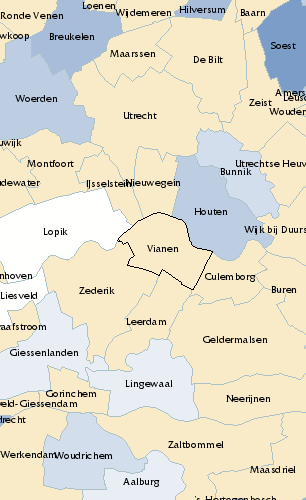 Loenen
Hilversum
Baarn
Ronde Venen
Wijdemeren
wkoop
Breukelen
Soest
Maarssen
De Bilt
Amers
Woerden
Zeist
Leusd
Utrecht
Wouden
uwijk
Montfoort
Utrechtse Heuv
Bunnik
dewater
IJsselstein
Nieuwegein
Houten
Lopik
Wijk bij Duurs
Vianen
nhoven
Culemborg
Liesveld
Zederik
Buren
aafstroom
Leerdam
Geldermalsen
Giessenlanden
Lingewaal
Gorinchem
Neerijnen
eld-Giessendam
drecht
Zaltbommel
Werkendam
Woudrichem
Maasdriel
Aalburg
's-Hertogenbosch